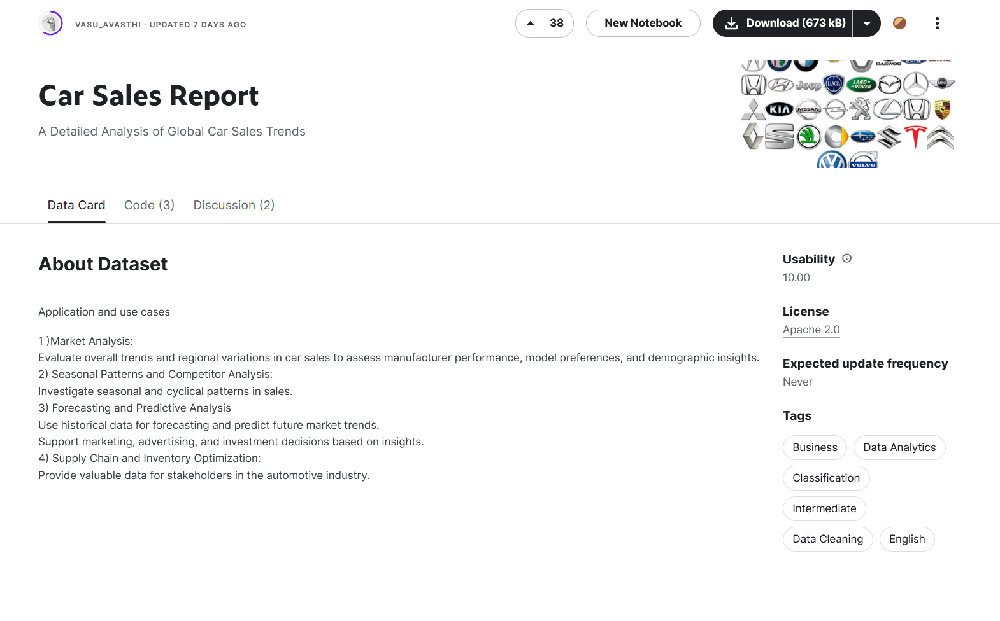 VASU_AVASTHI · UPDATED 7 DAYS AGO
38
New Notebook
Download (673 kB)
Car Sales Report
A Detailed Analysis of Global Car Sales Trends
DAEWOO
Jeep
LANCIA
LAND-
ROVER
MINI
KIA
NISSAN
VOLVO
Data Card
Code (3)
Discussion (2)
About Dataset
Application and use cases
1 )Market Analysis:
Evaluate overall trends and regional variations in car sales to assess manufacturer performance, model preferences, and demographic insights.
2) Seasonal Patterns and Competitor Analysis:
Investigate seasonal and cyclical patterns in sales.
3) Forecasting and Predictive Analysis
Use historical data for forecasting and predict future market trends.
Support marketing, advertising, and investment decisions based on insights.
4) Supply Chain and Inventory Optimization:
Provide valuable data for stakeholders in the automotive industry.
Usability
10.00
License
Apache 2.0
Expected update frequency
Never
Tags
Business
Data Analytics
Classification
Intermediate
Data Cleaning
English